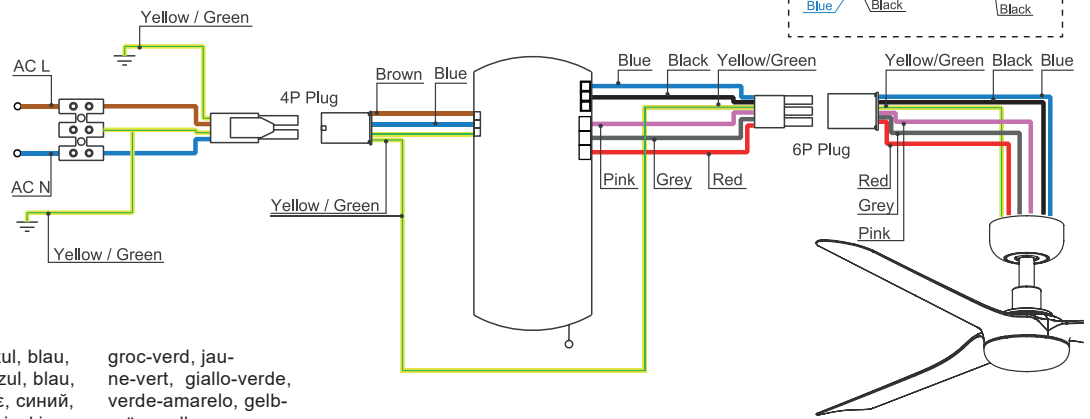 Blue
Black
Black
Yellow / Green
AC L
4P Plug
Brown
Blue
Blue
Black
Yellow/Green
Yellow/Green
Black
Blue
6P Plug
AC N
Pink
Grey
Red
Red
Grey
Pink
Yellow / Green
Yellow / Green
blau,
groc-verd, jau-
blau,
ne-vert, giallo-verde,
синий,
verde-amarelo, gelb-